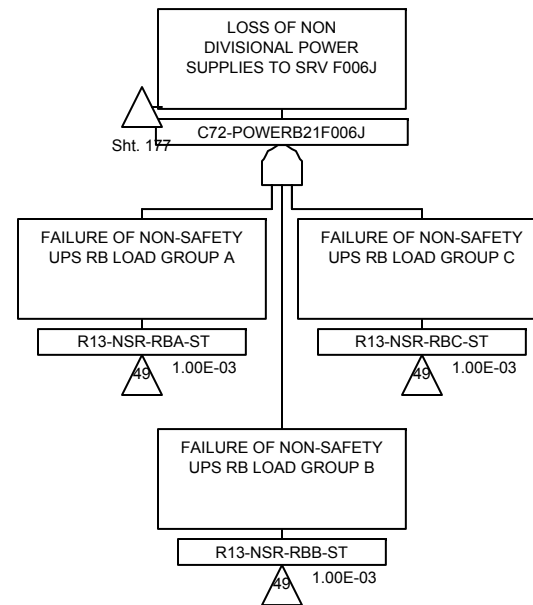 LOSS OF NON
DIVISIONAL POWER
SUPPLIES TO SRV F006J
C72-POWERB21F006J
Sht. 177
FAILURE OF NON-SAFETY
UPS RB LOAD GROUP A
R13-NSR-RBA-ST
49
1.00E-03
FAILURE OF NON-SAFETY
UPS RB LOAD GROUP C
R13-NSR-RBC-ST
49
1.00E-03
FAILURE OF NON-SAFETY
UPS RB LOAD GROUP B
R13-NSR-RBB-ST
49
1.00E-03